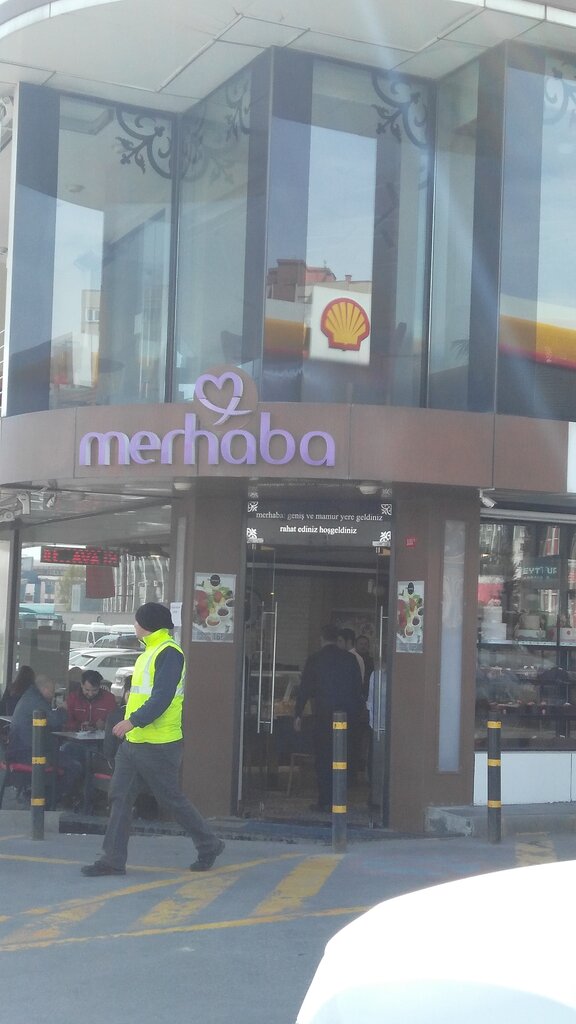 merhaba
merhaba: geniş ve mamur yere geldiniz
rahat ediniz hoşgeldiniz